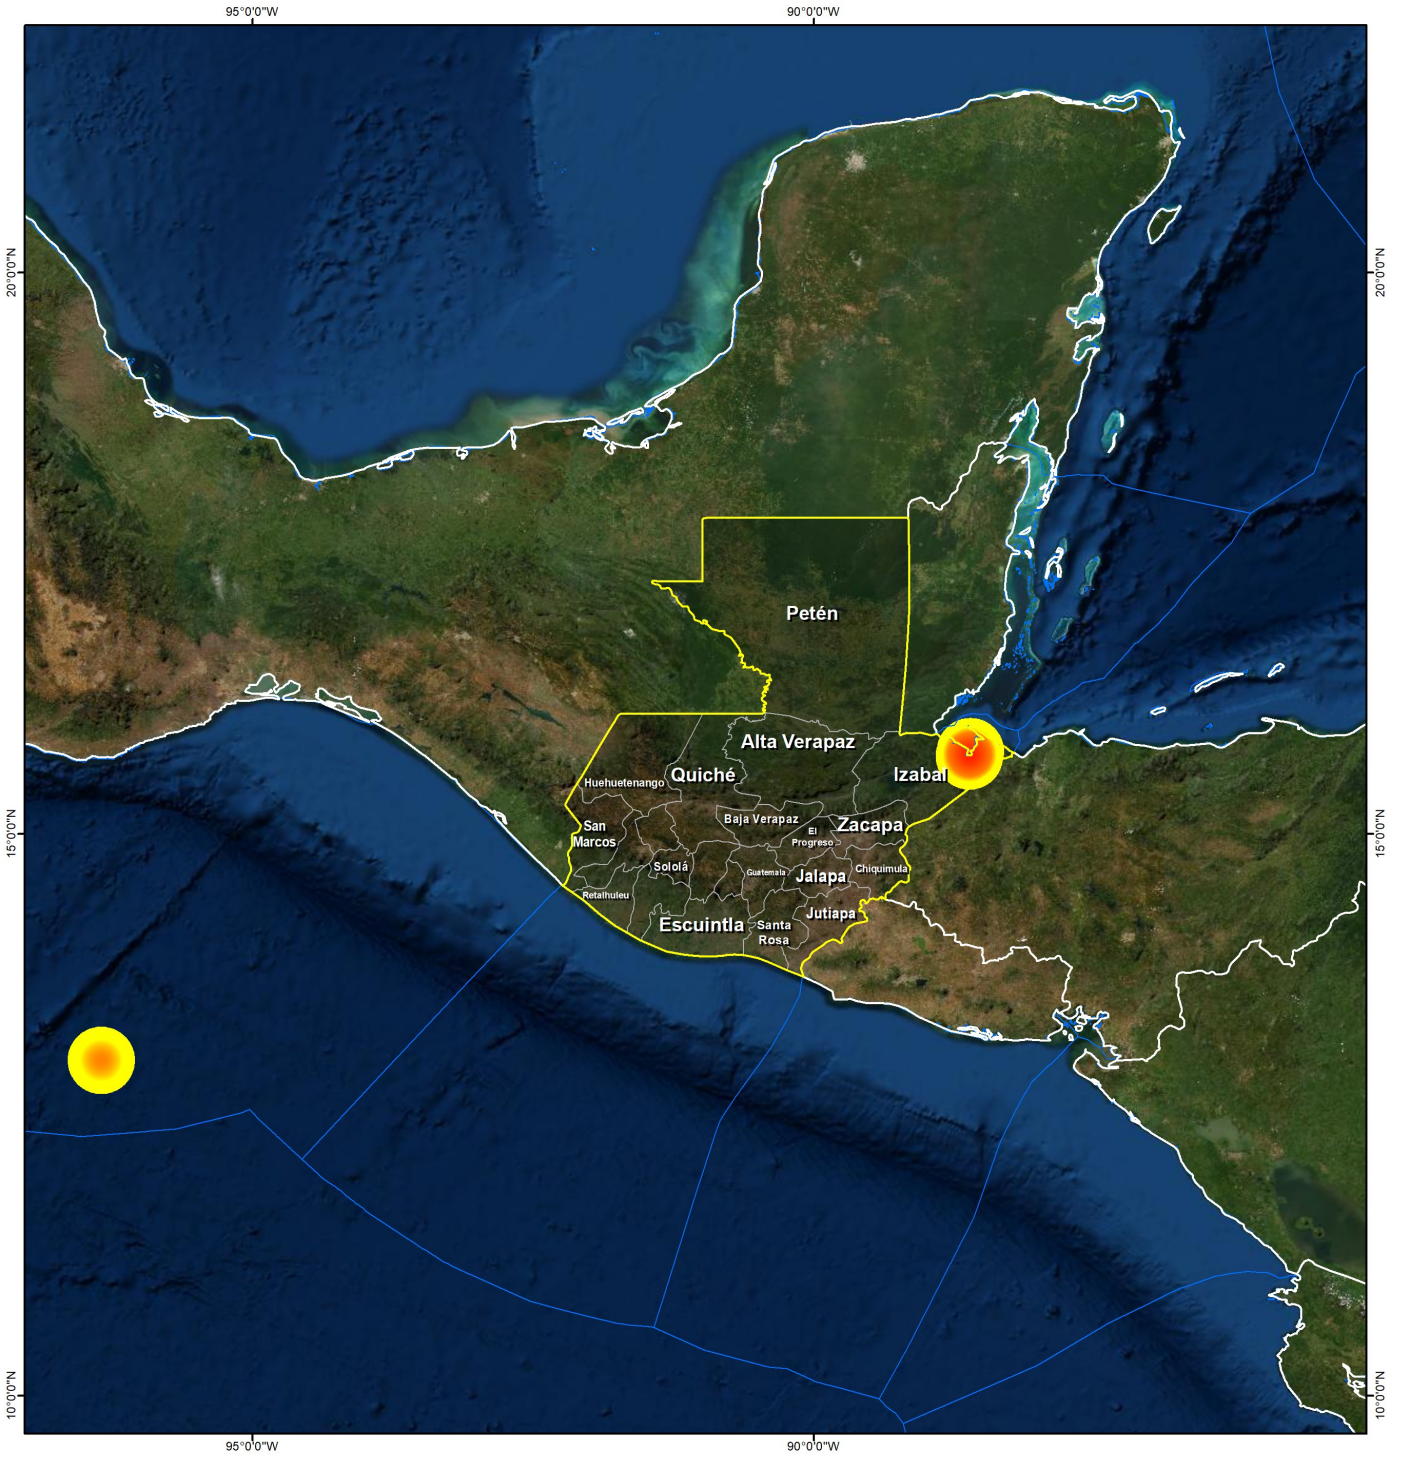 95°0'0"W
90°0'0"W
20°0'0"N
20°0'0"N
Petén
Alta Verapaz
Quiché
Izabal
Huehuetenango
Baja Verapaz
Zacapa
San
Marcos
El
Progreso
Sololá
Guatemala
Jalapa
Chiquimula
15°0'0"N
15°0'0"N
Retalhuleu
Escuintla
Santa
Rosa
Jutiapa
10°0'0"N
10°0'0"N
95°0'0"W
90°0'0"W